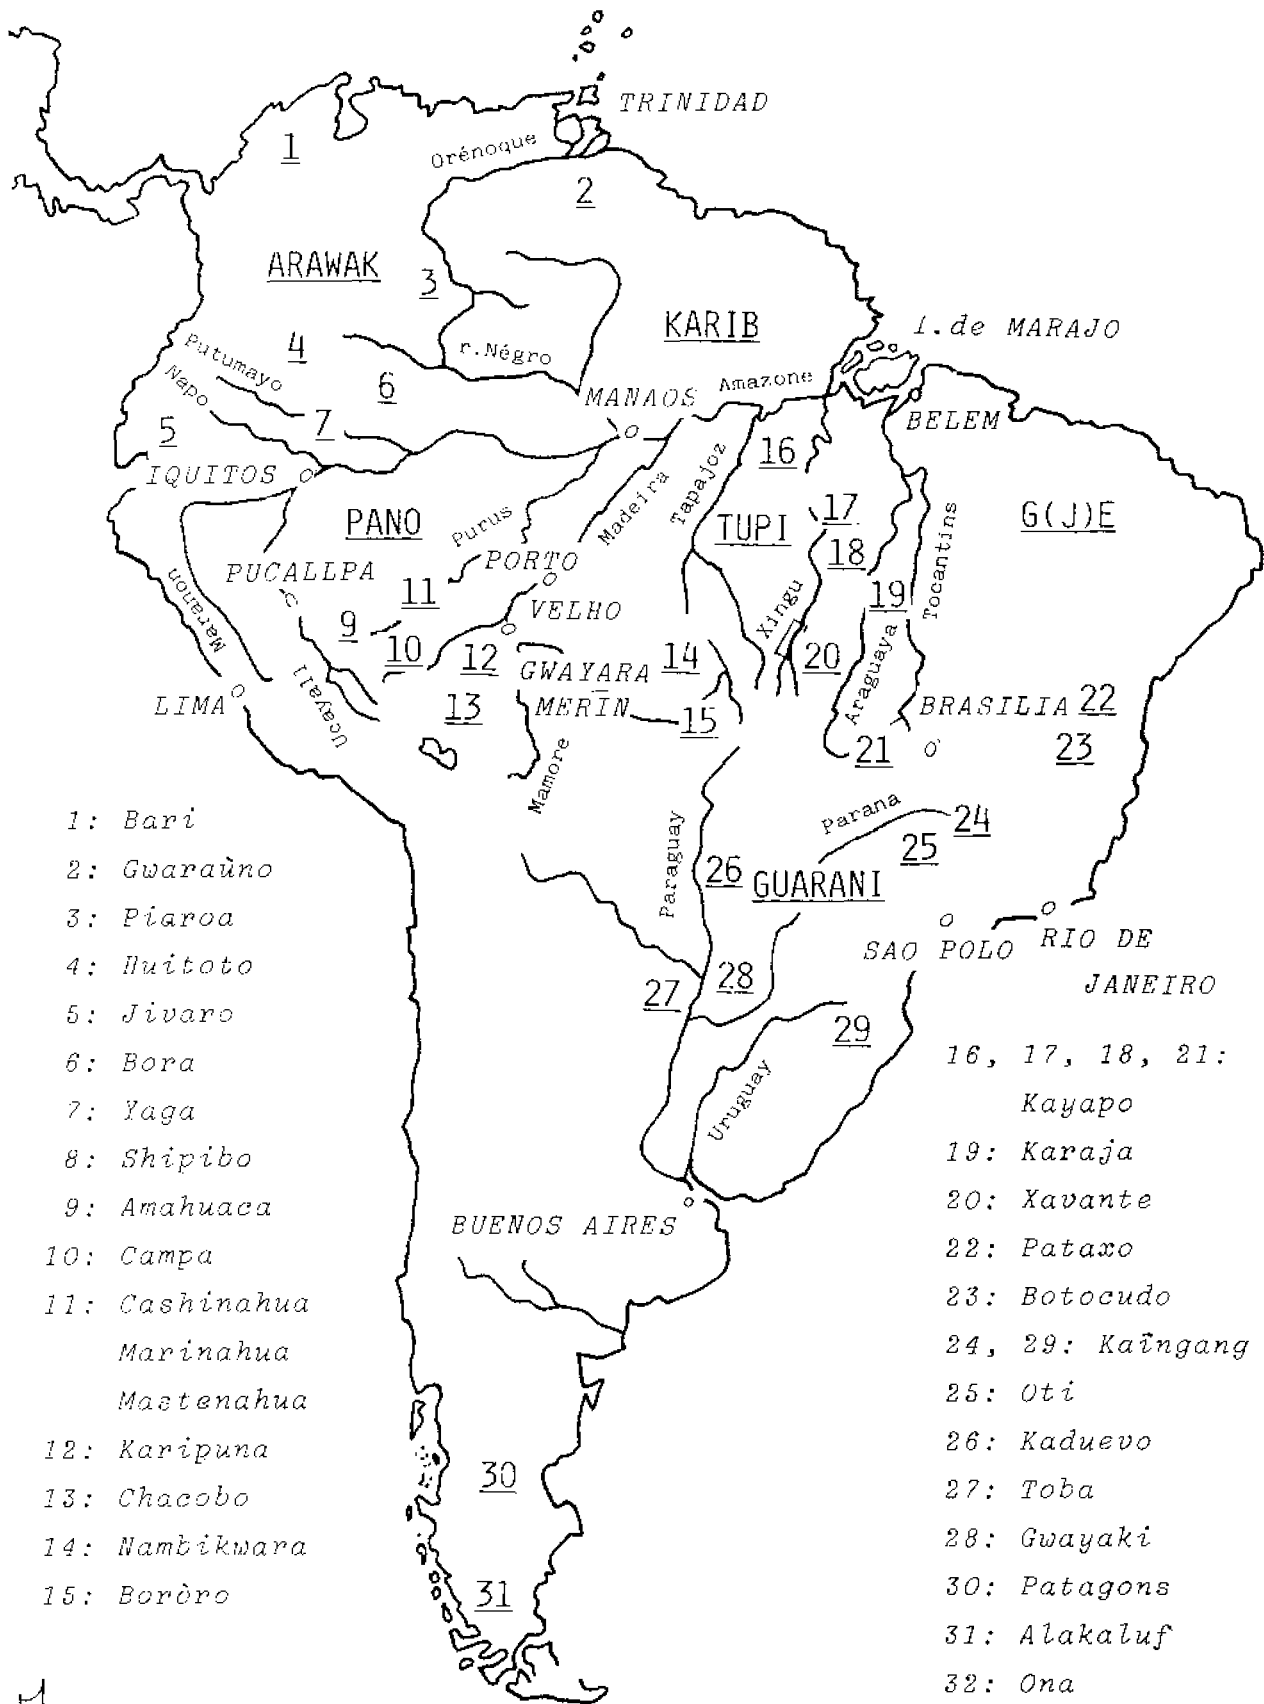 TRINIDAD
Orénoque
1
2
ARAWAK
3
KARIB
I. de MARAJO
4
r.Négro
Putumayo
Napo
6
MANAOS
Amazone
BELEM
5
7
16
IQUITOS
Tapajoz
Madeira
PANO
Purus
TUPI
17
G(J)E
18
PUCALLPA
PORTO
VELHO
11
19
Tocantins
Maranon
9
10
12
GWAYARA
MERIN
14
Xingu
20
Araguaya
LIMA
Ucayall
13
15
BRASILIA 22
21
23
Mamore
Parana
24
25
Paraguay
26
GUARANI
SAO POLO
RIO DE
JANEIRO
27
28
29
Uruguay
BUENOS AIRES
30
31
1: Bari
2: Gwaraùno
3: Piaroa
4: Huitoto
5: Jivaro
6: Bora
7: Yaga
8: Shipibo
9: Amahuaca
10: Campa
11: Cashinahua
Marinahua
Mastenahua
12: Karipuna
13: Chacobo
14: Nambikwara
15: Boròro
16, 17, 18, 21:
Kayapo
19: Karaja
20: Xavante
22: Pataxo
23: Botocudo
24, 29: Kaîngang
25: Oti
26: Kaduevo
27: Toba
28: Gwayaki
30: Patagons
31: Alakaluf
32: Ona